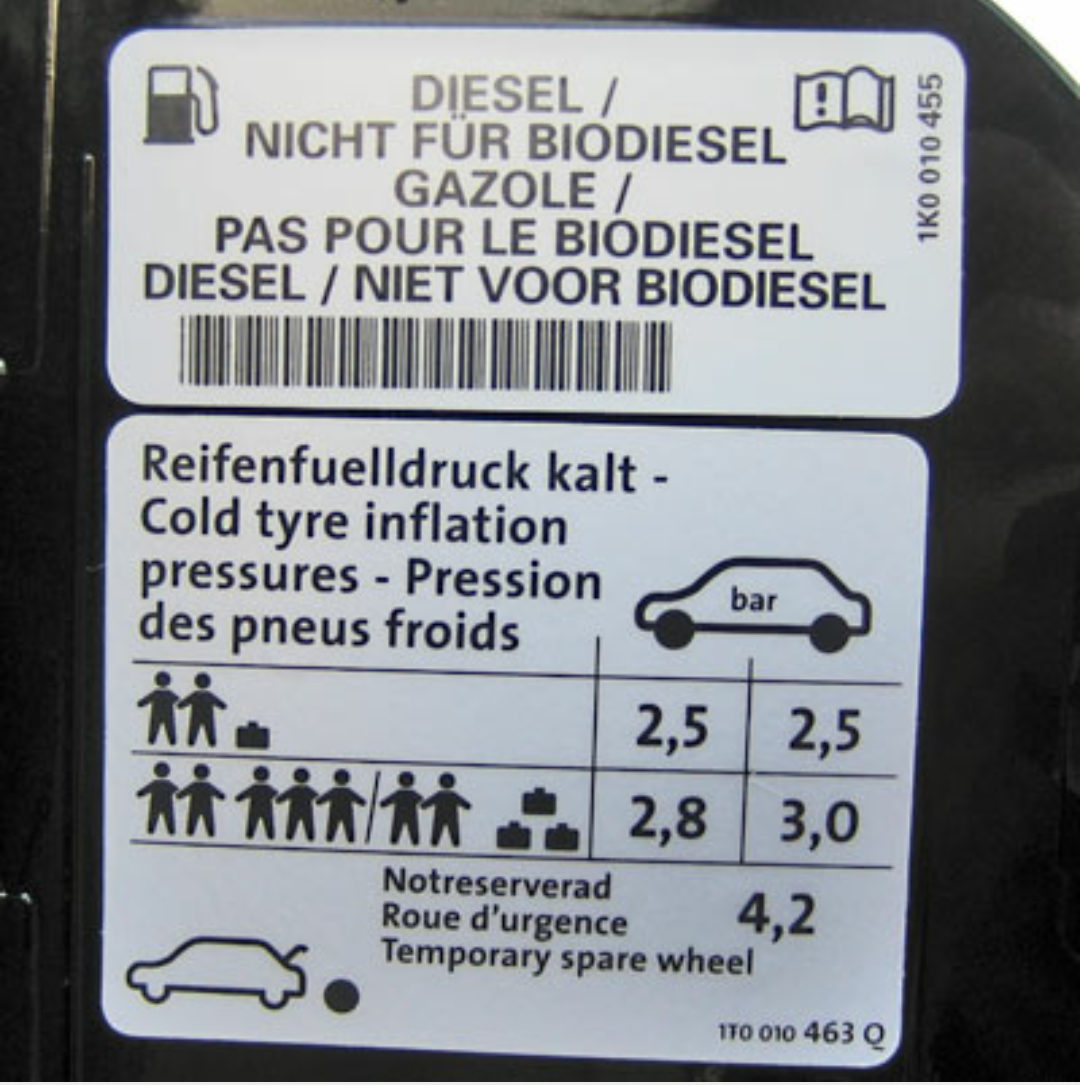 DIESEL /
NICHT FÜR BIODIESEL
GAZOLE /
PAS POUR LE BIODIESEL
DIESEL / NIET VOOR BIODIESEL
1K0 010 455
Reifenfuelldruck kalt -
Cold tyre inflation
pressures - Pression
des pneus froids
bar
2,5 2,5
2,8 3,0
Notreserverad
Roue d'urgence
Temporary spare wheel
4,2
1T0 010 463 Q